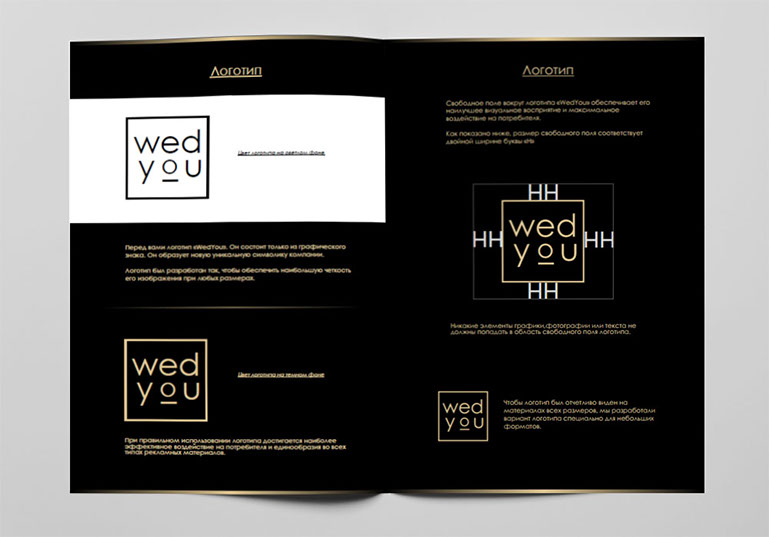 Логотип
wed
you
Цвет логотипа на светлом фоне
Перед вами логотип «WedYou». Он состоит только из графического
знака. Он образует новую уникальную символику компании.
Логотип был разработан так, чтобы обеспечить наибольшую четкость
его изображения при любых размерах.
wed
you
Цвет логотипа на темном фоне
При правильном использовании логотипа достигается наиболее
эффективное воздействие на потребителя и единообразия во всех
типах рекламных материалов.
Логотип
Свободное поле вокруг логотипа «WedYou» обеспечивает его
наилучшее визуальное восприятие и максимальное
воздействие на потребителя.
Как показано ниже, размер свободного поля соответствует
двойной ширине буквы «Н»
НН
НН wed НН
you
НН
Никакие элементы графики,фотографии или текста не
должны попадать в область свободного поля логотипа.
wed
you
Чтобы логотип был отчетливо виден на
материалах всех размеров, мы разработали
вариант логотипа специально для небольших
форматов.